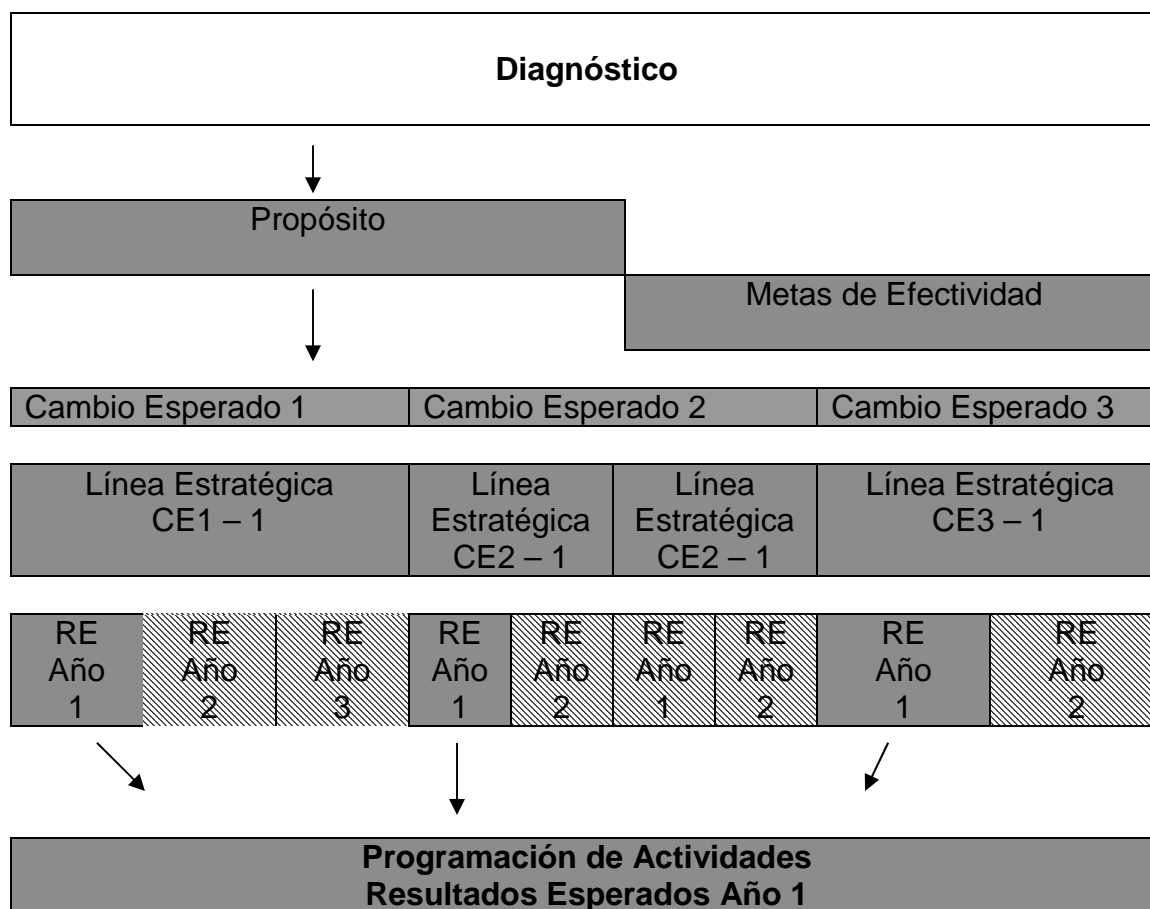 Diagnóstico
Propósito
Metas de Efectividad
Cambio Esperado 1
Cambio Esperado 2
Cambio Esperado 3
Línea Estratégica
CE1 – 1
Línea
Estratégica
CE2 – 1
Línea
Estratégica
CE2 – 1
Línea Estratégica
CE3 – 1
RE
Año
1
RE
Año
2
RE
Año
3
RE
Año
1
RE
Año
2
RE
Año
1
RE
Año
2
RE
Año
1
RE
Año
2
Programación de Actividades
Resultados Esperados Año 1